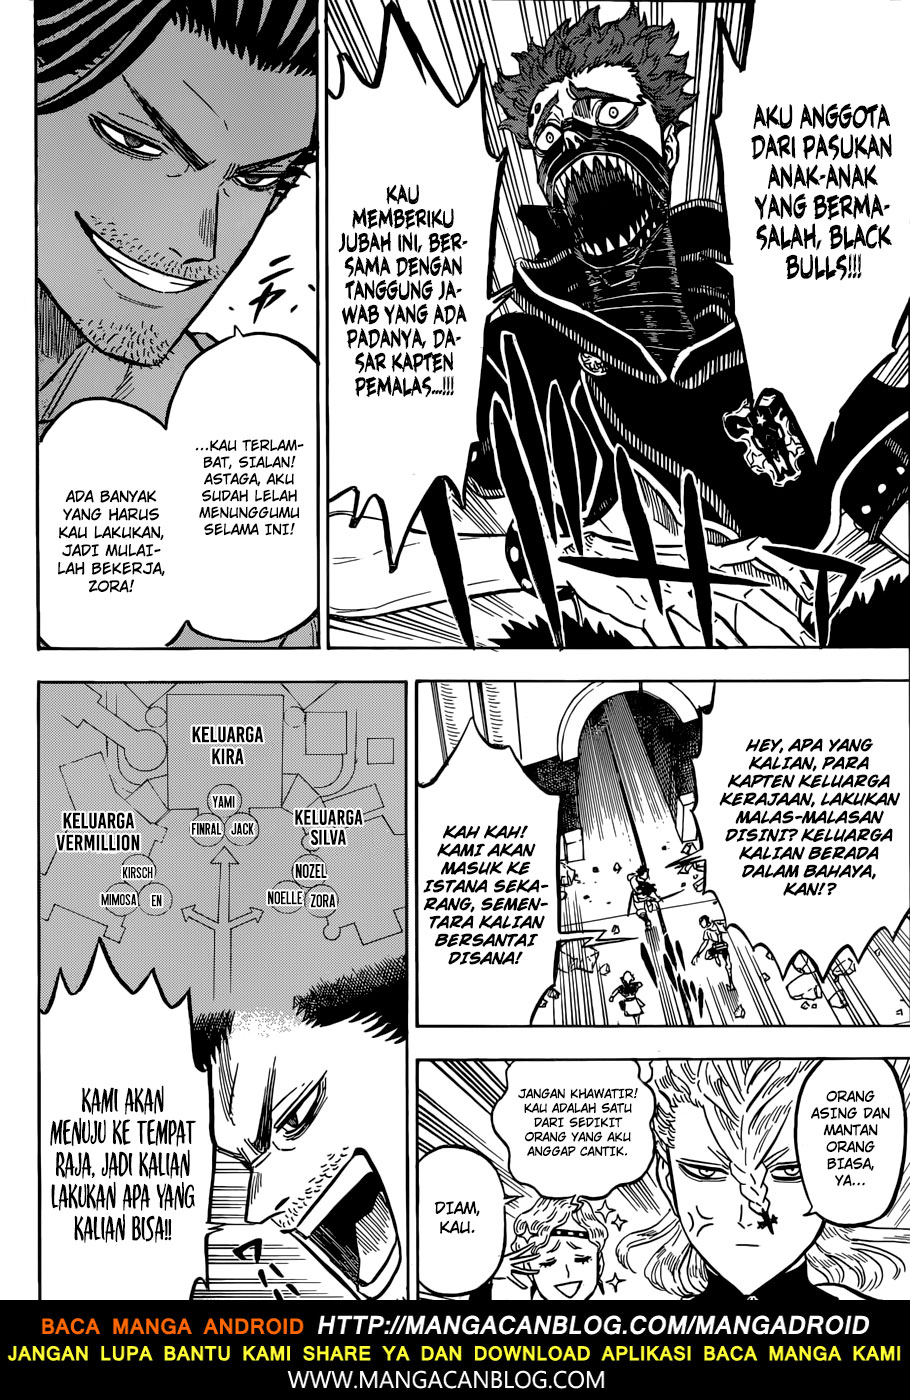 AKU ANGGOTA
DARI PASUKAN
ANAK-ANAK
YANG BERMA-
SALAH, BLACK
BULLS!!!
KAU
MEMBERIKU
JUBAH INI, BER-
SAMA DENGAN
TANGGUNG JA-
WAB YANG ADA
PADANYA, DA-
SAR KAPTEN
PEMALAS...!!!
...KAU TERLAM-
BAT, SIALAN!
ASTAGA, AKU
SUDAH LELAH
MENUNGGUMU
SELAMA INI!
ADA BANYAK
YANG HARUS
KAU LAKUKAN,
JADI MULAI-
LAH BEKERJA,
ZORA!
HEY, APA YANG
KALIAN, PARA
KAPTEN KELUARGA
KERAJAAN, LAKUKAN
MALAS-MALASAN
DISINI? KELUARGA
KALIAN BERADA
DALAM BAHAYA,
KAN!?
KAH KAH!
KAMI AKAN
MASUK KE
ISTANA SEKA-
RANG, SEMEN-
TARA KALIAN
BERSANTAI
DISANA!
KELUARGA
KIRA
YAMI
FINRAL JACK
KELUARGA
VERMILLION
KIRSCH
MIMOSA EN
KELUARGA
SILVA
NOZEL
NOELLE ZORA
KAMI AKAN
MENUJU KE TEMPAT
RAJA, JADI KALIAN
LAKUKAN APA YANG
KALIAN BISA!!
ORANG
ASING DAN
MANTAN
ORANG
BIASA,
YA...
JANGAN KHAWATIR!
KAU ADALAH SATU
DARI SEDIKIT
ORANG YANG AKU
ANGGAP CANTIK.
DIAM,
KAU.
BACA MANGA ANDROID HTTP://MANGACANBLOG.COM/MANGADROID
JANGAN LUPA BANTU KAMI SHARE YA DAN DOWNLOAD APLIKASI BACA MANGA KAMI
WWW.MANGACANBLOG.COM